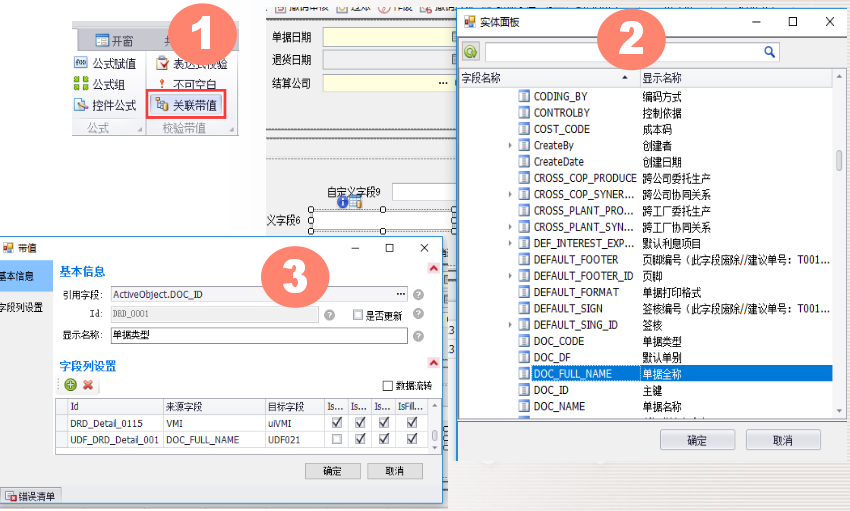 1
开窗
公式赋值
表达式校验
公式组
不可空白
控件公式
关联带值
公式
校验带值
单据日期
退货日期
结算公司
自定义字段9
义字段6
2
实体面板
字段名称
显示名称
CODING_BY 编码方式
CONTROLBY 控制依据
COST_CODE 成本码
CreateBy 创建者
CreateDate 创建日期
CROSS_COP_PRODUCE 跨公司委托生产
CROSS_COP_SYNER... 跨公司协同关系
CROSS_PLANT_PRO... 跨工厂委托生产
CROSS_PLANT_SYN... 跨工厂协同关系
DEF_INTEREST_EXP... 默认利息项目
DEFAULT_FOOTER 页脚编号（此字段废除//建议单号：T001...
DEFAULT_FOOTER_ID 页脚
DEFAULT_FORMAT 单据打印格式
DEFAULT_SIGN 签核编号（此字段废除//建议单号：T001...
DEFAULT_SING_ID 签核
DOC_CODE 单据类型
DOC_DF 默认单别
DOC_FULL_NAME 单据全称
DOC_ID 主键
DOC_NAME 单据名称
确定
取消
3
带值
基本信息
字段列设置
基本信息
引用字段: ActiveObject.DOC_ID ...
Id: DRD_0001
是否更新
显示名称: 单据类型
字段列设置
数据流转
Id 来源字段 目标字段 Is... Is... Is... IsFill...
DRD_Detail_0115 VMI uiVMI
UDF_DRD_Detail_001 DOC_FULL_NAME UDF021
确定
取消
错误清单